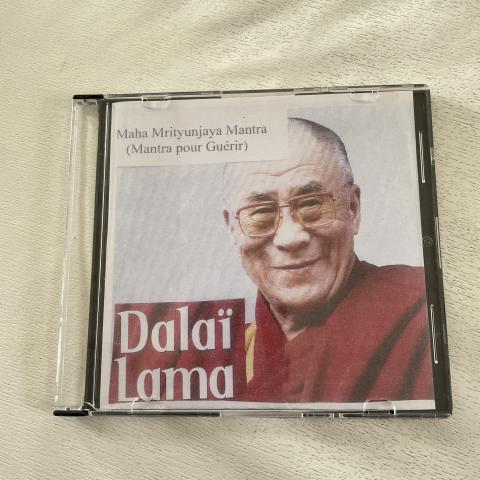 Maha Mrityunjaya Mantra
(Mantra pour Guérir)
Dalaï
Lama